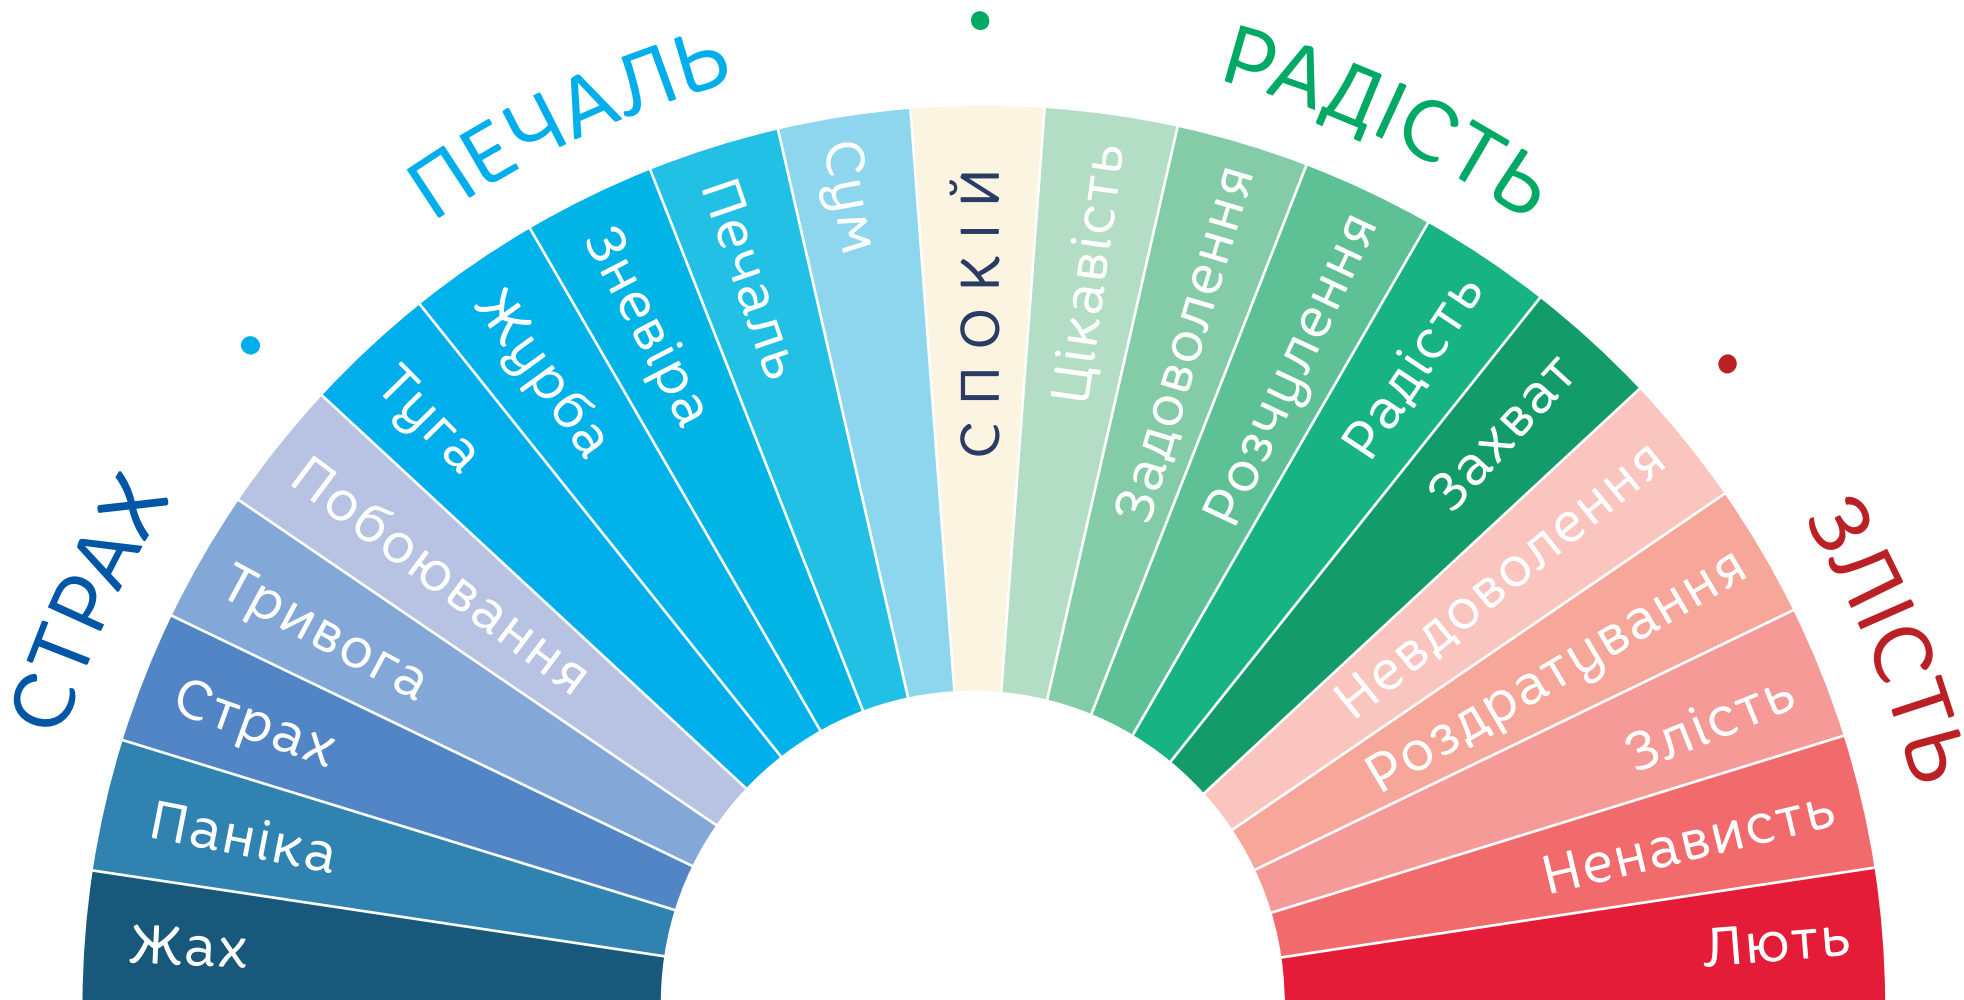 СТРАХ
ПЕЧАЛЬ
РАДІСТЬ
ЗЛІСТЬ
Жах
Паніка
Страх
Тривога
Побоювання
Туга
Журба
Зневіра
Печаль
Сум
СПОКІЙ
Цікавість
Задоволення
Розчулення
Радість
Захват
Невдоволення
Роздратування
Злість
Ненависть
Лють